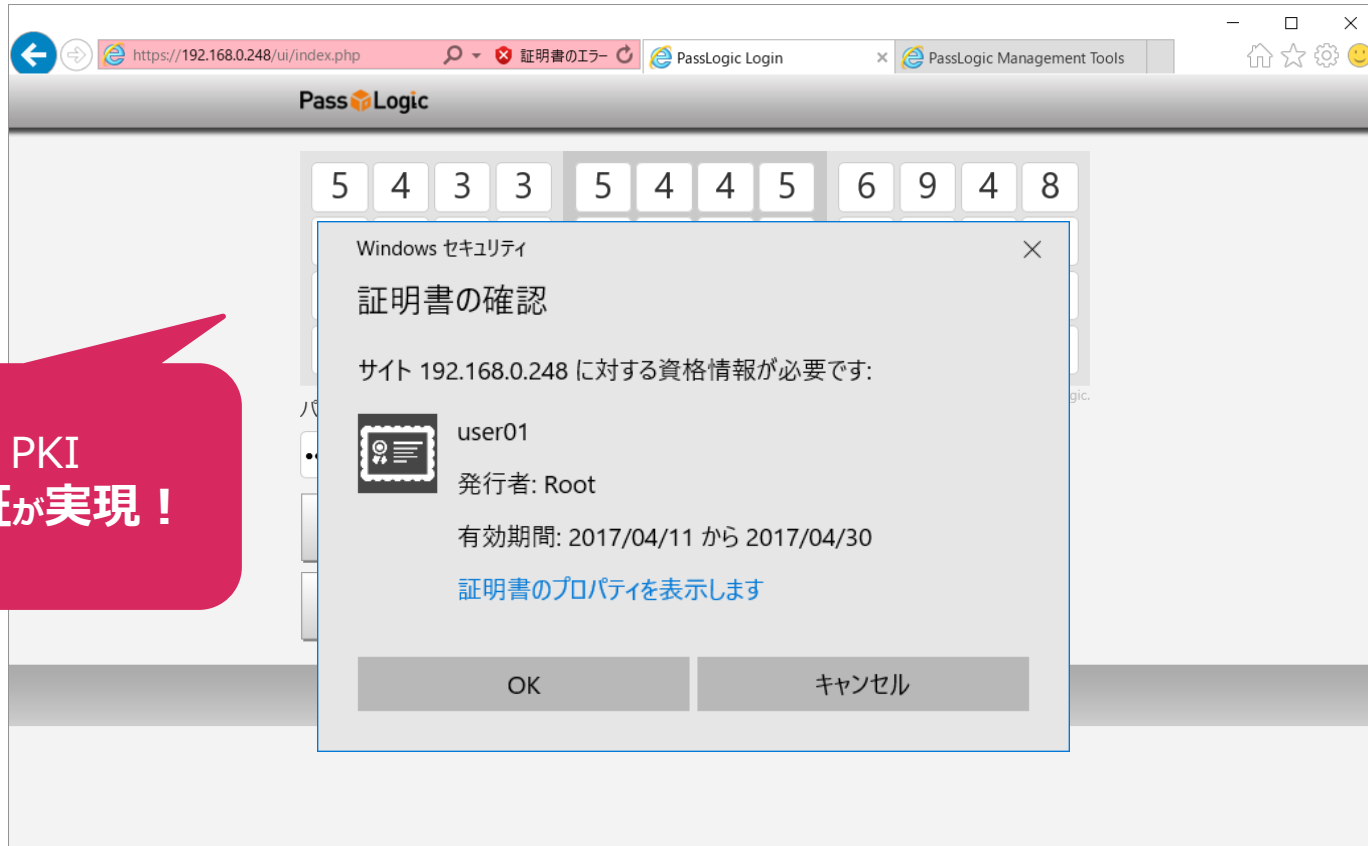 https://192.168.0.248/ui/index.php 証明書のエラー PassLogic Login PassLogic Management Tools
PassLogic
5 4 3 3 5 4 4 5 6 9 4 8
Windows セキュリティ
証明書の確認
サイト 192.168.0.248 に対する資格情報が必要です:
user01
発行者: Root
有効期間: 2017/04/11 から 2017/04/30
証明書のプロパティを表示します
OK キャンセル
パ
gic.
PKI
証が実現！